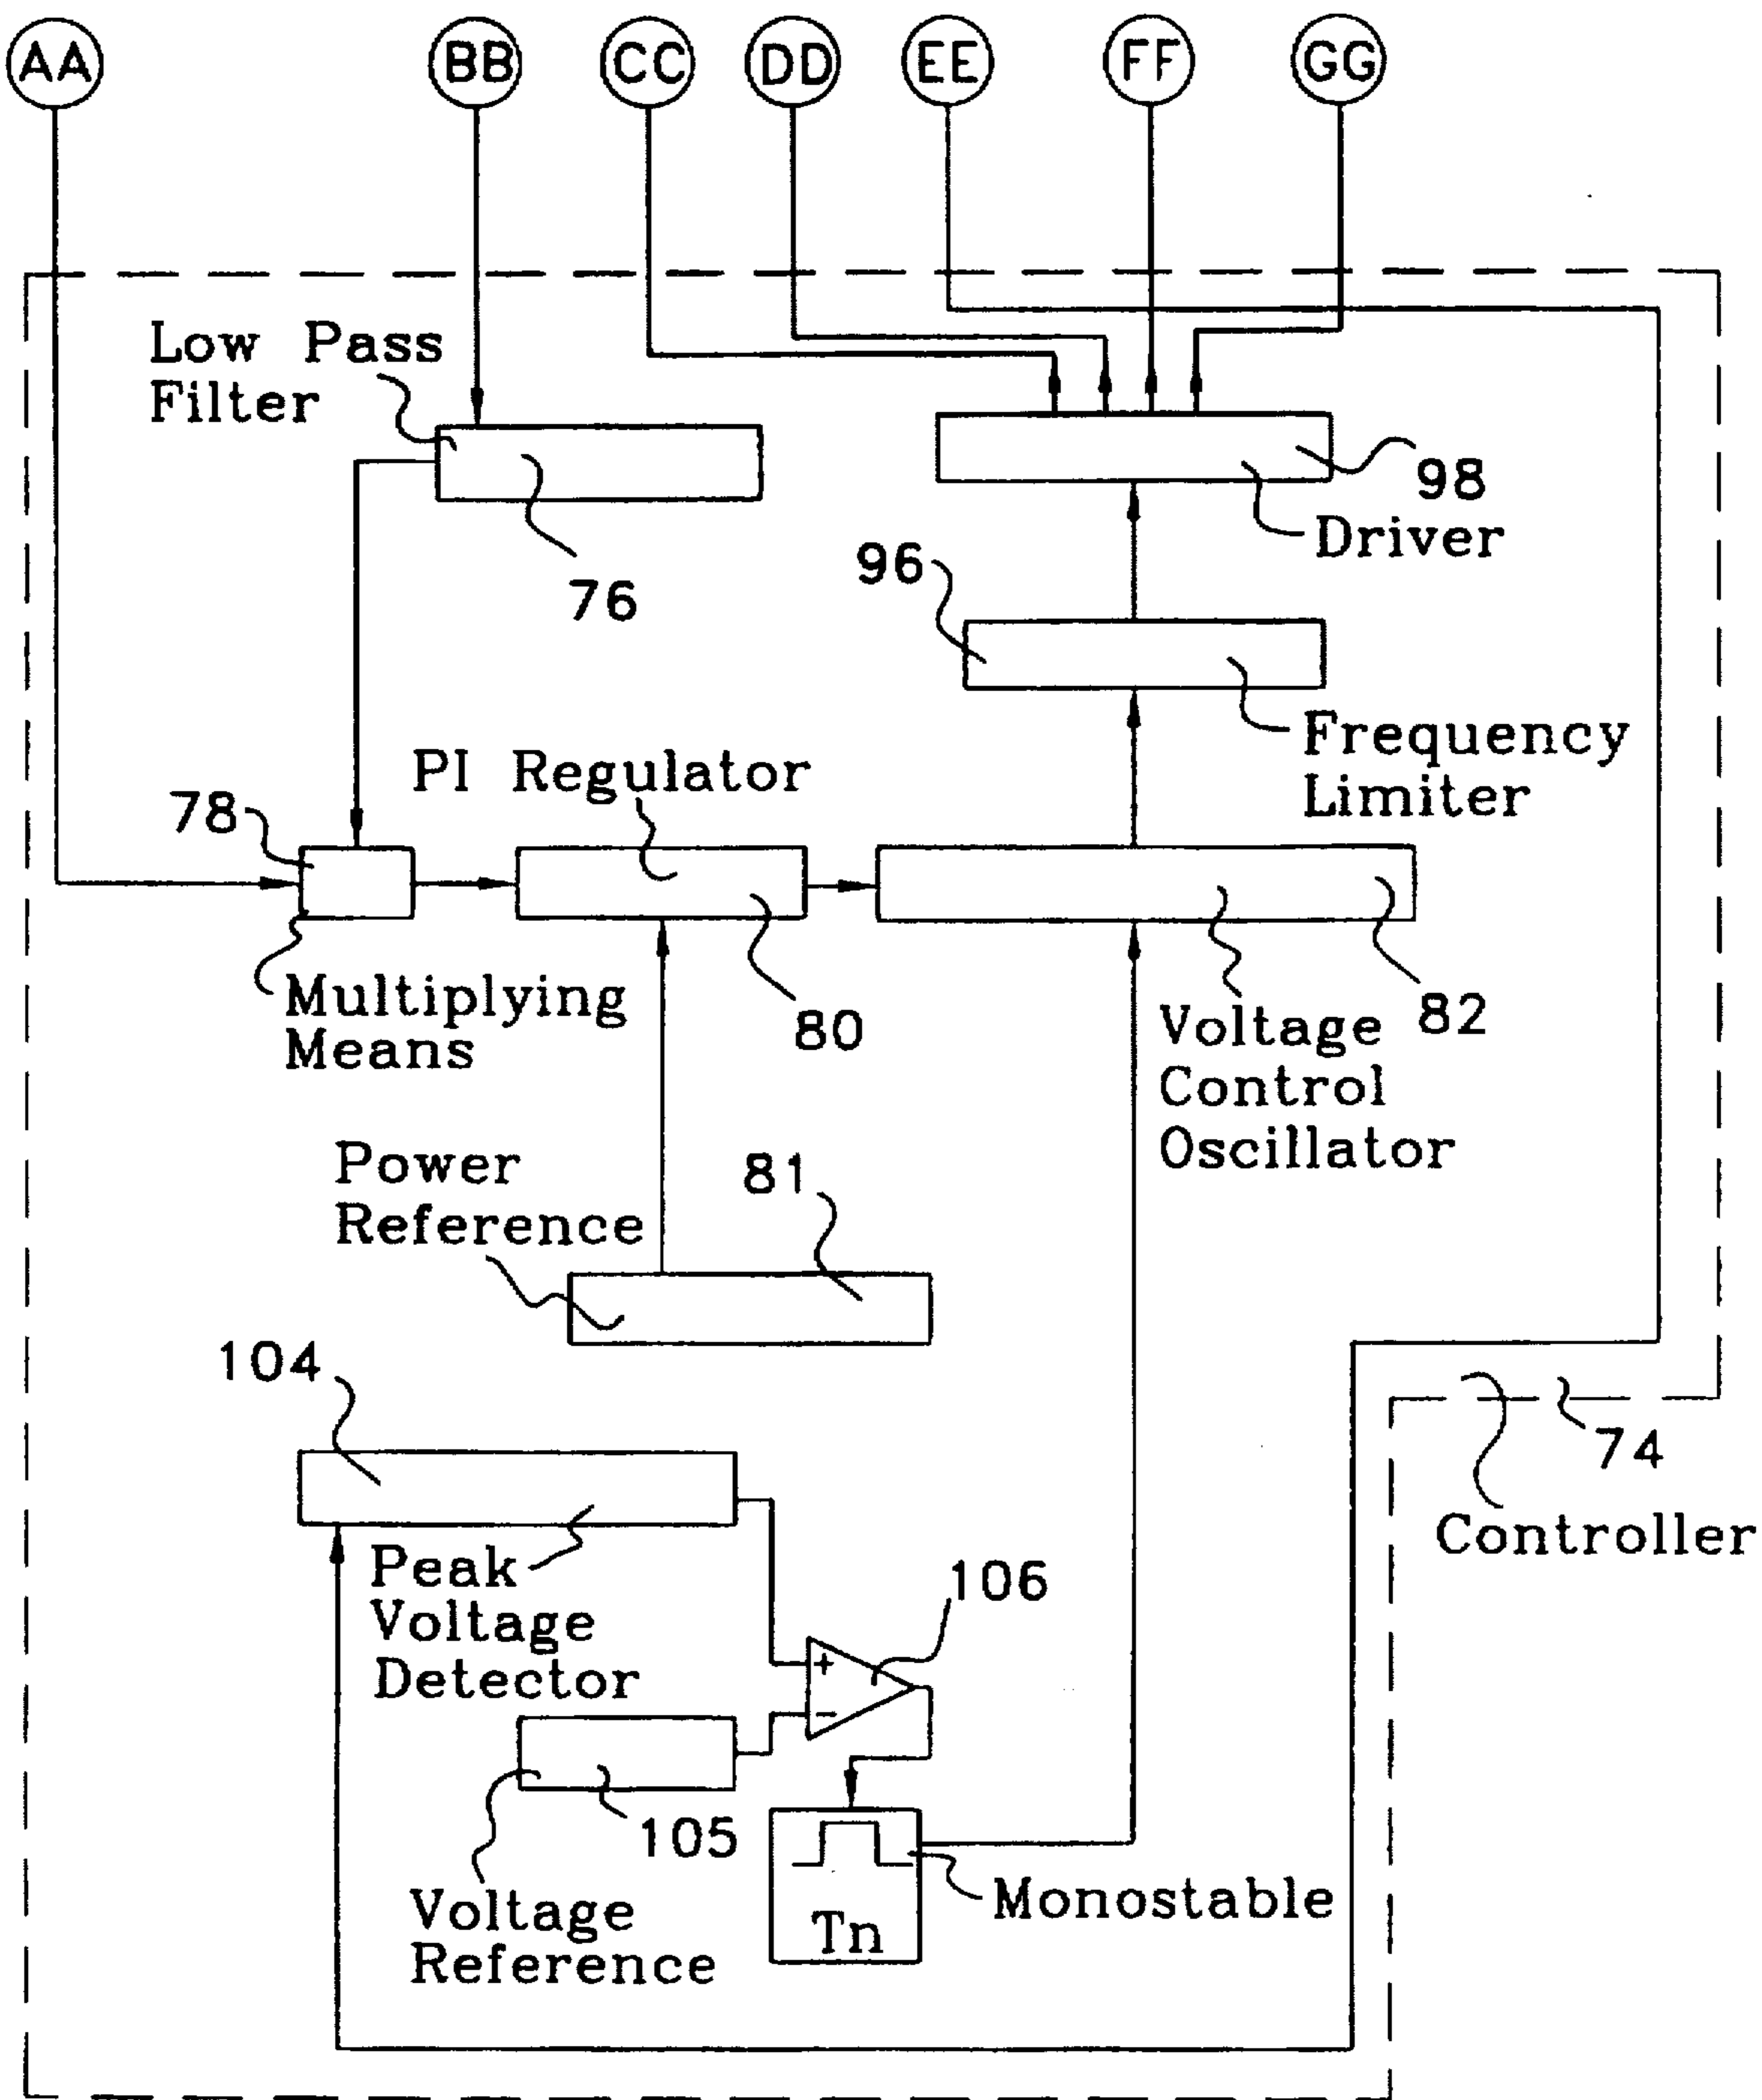 AA
BB
CC
DD
EE
FF
GG
Low Pass
Filter
98
Driver
76
96
Frequency
Limiter
PI Regulator
78
Multiplying
Means
80
82
Voltage
Control
Oscillator
Power
Reference
81
104
74
Controller
Peak
Voltage
Detector
106
+
−
105
Voltage
Reference
Monostable
Tn